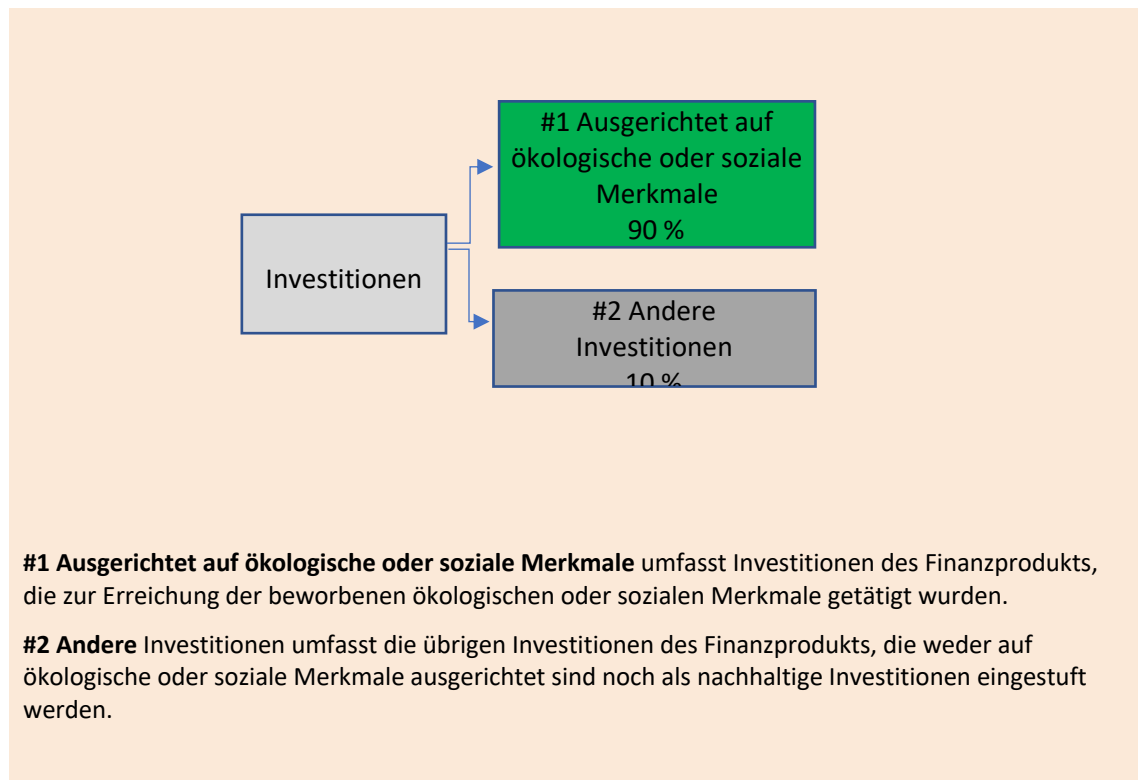 #1 Ausgerichtet auf
ökologische oder soziale
Merkmale
90 %
Investitionen
#2 Andere
Investitionen
10 %
#1 Ausgerichtet auf ökologische oder soziale Merkmale umfasst Investitionen des Finanzprodukts,
die zur Erreichung der beworbenen ökologischen oder sozialen Merkmale getätigt wurden.
#2 Andere Investitionen umfasst die übrigen Investitionen des Finanzprodukts, die weder auf
ökologische oder soziale Merkmale ausgerichtet sind noch als nachhaltige Investitionen eingestuft
werden.